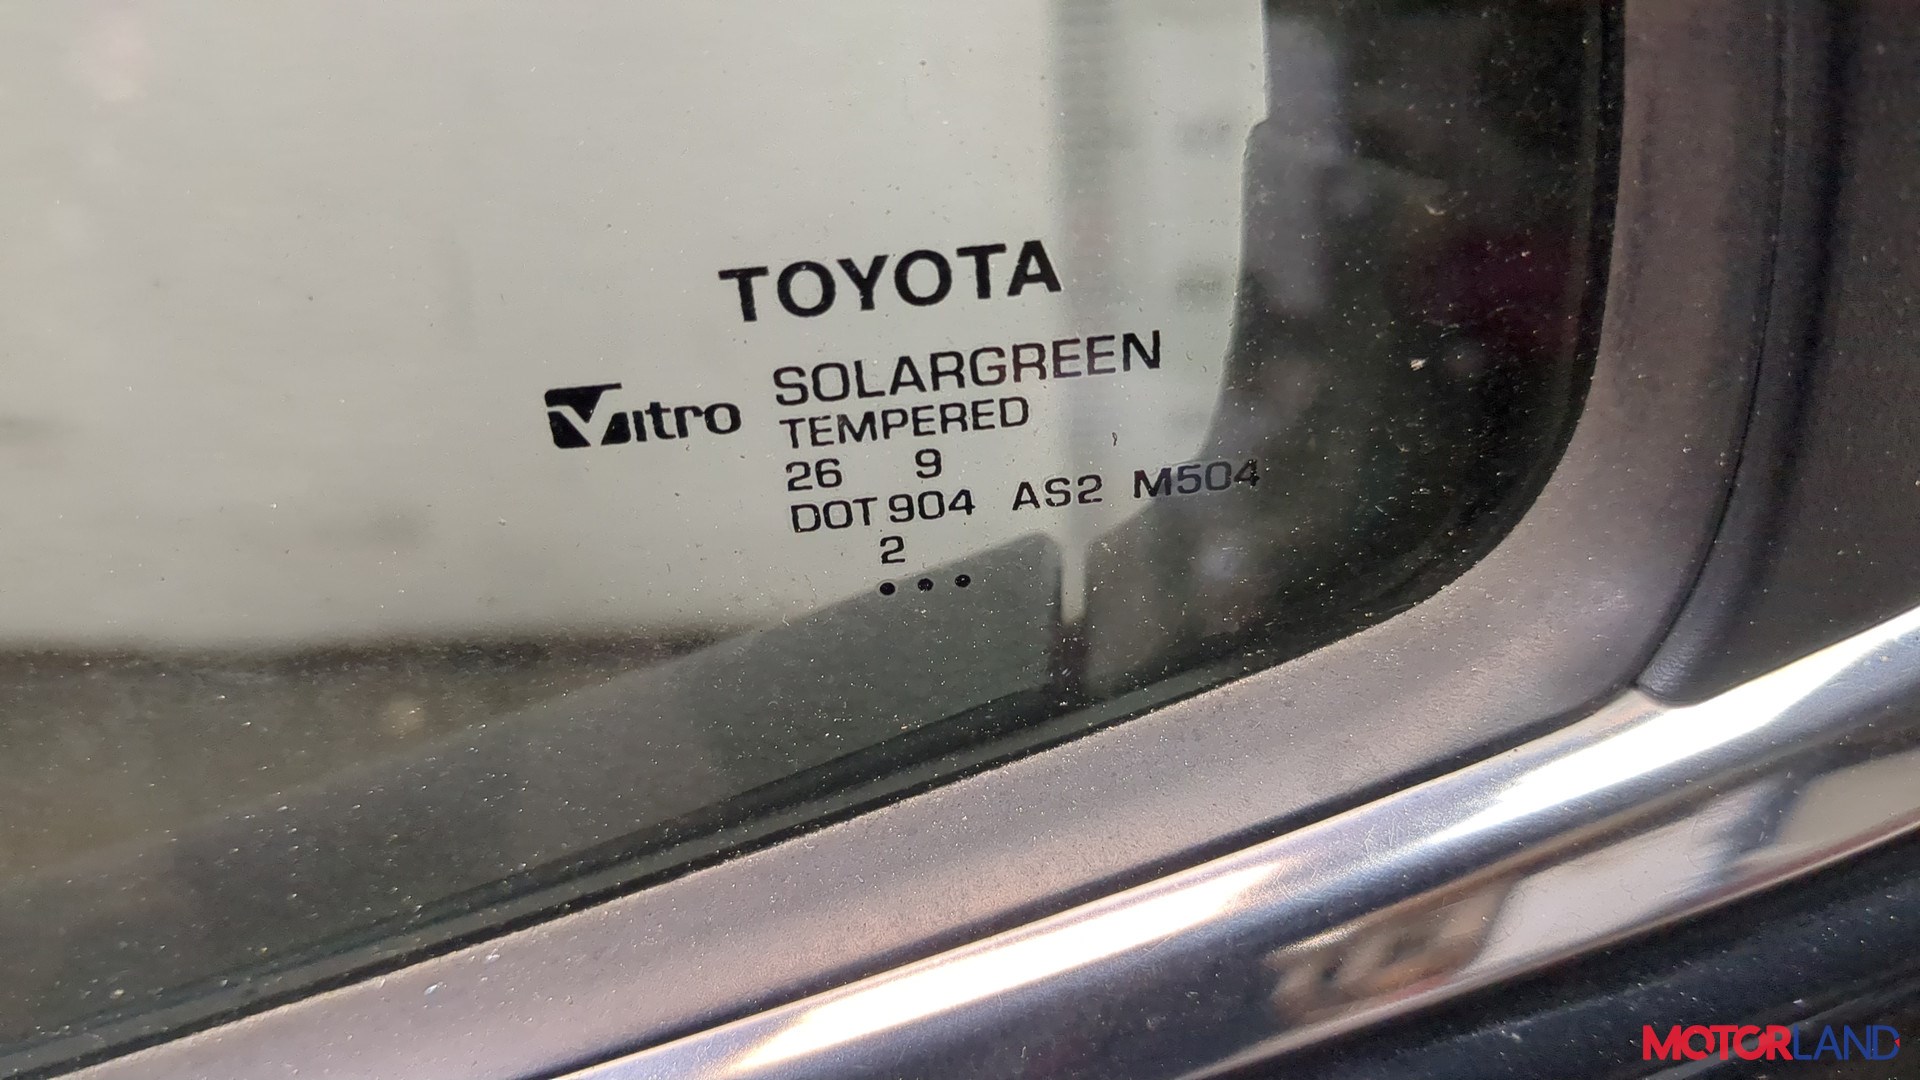 TOYOTA
Vitro SOLARGREEN
TEMPERED
26 9
DOT 904 AS2 M504
2
MOTORLAND